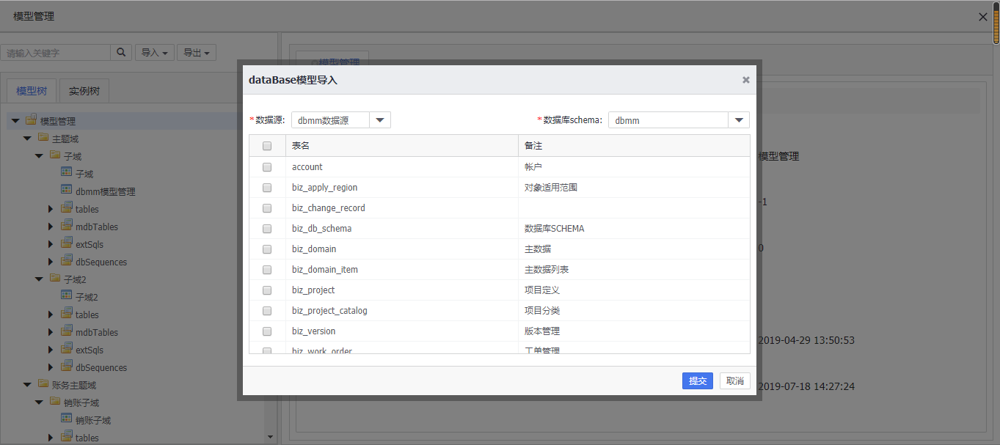 模型管理
请输入关键字
导入
导出
模型管理
模型树
实例树
模型管理
主题域
子域
子域
dbmm模型管理
tables
mdbTables
extSqls
dbSequences
子域2
子域2
tables
mdbTables
extSqls
dbSequences
账务主题域
销账子域
销账子域
tables
dataBase模型导入
*数据源: dbmm数据源
*数据库schema: dbmm
表名 备注
account 帐户
biz_apply_region 对象适用范围
biz_change_record
biz_db_schema 数据库SCHEMA
biz_domain 主数据
biz_domain_item 主数据列表
biz_project 项目定义
biz_project_catalog 项目分类
biz_version 版本管理
biz_work_order 工单管理
提交 取消
模型管理
-1
0
2019-04-29 13:50:53
2019-07-18 14:27:24